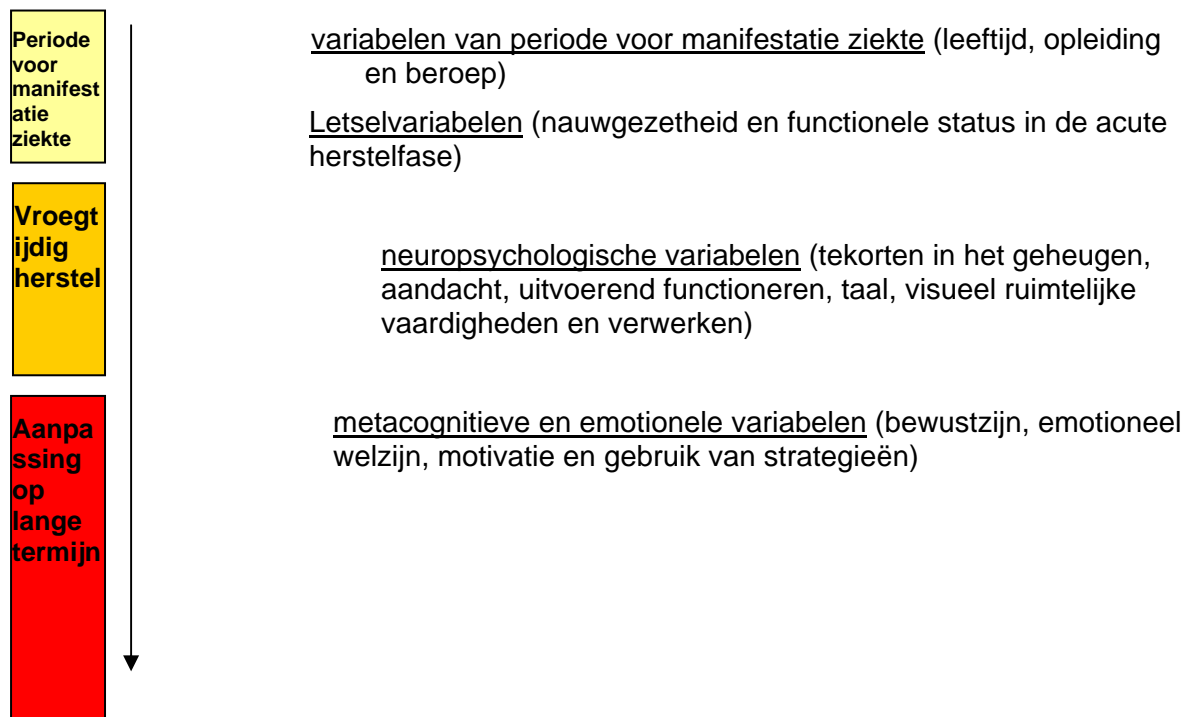 Periode
voor
manifest
atie
ziekte
variabelen van periode voor manifestatie ziekte (leeftijd, opleiding
en beroep)
Letselvariabelen (nauwgezetheid en functionele status in de acute
herstelfase)
Vroegt
ijdig
herstel
neuropsychologische variabelen (tekorten in het geheugen,
aandacht, uitvoerend functioneren, taal, visueel ruimtelijke
vaardigheden en verwerken)
Aanpa
ssing
op
lange
termijn
metacognitieve en emotionele variabelen (bewustzijn, emotioneel
welzijn, motivatie en gebruik van strategieën)